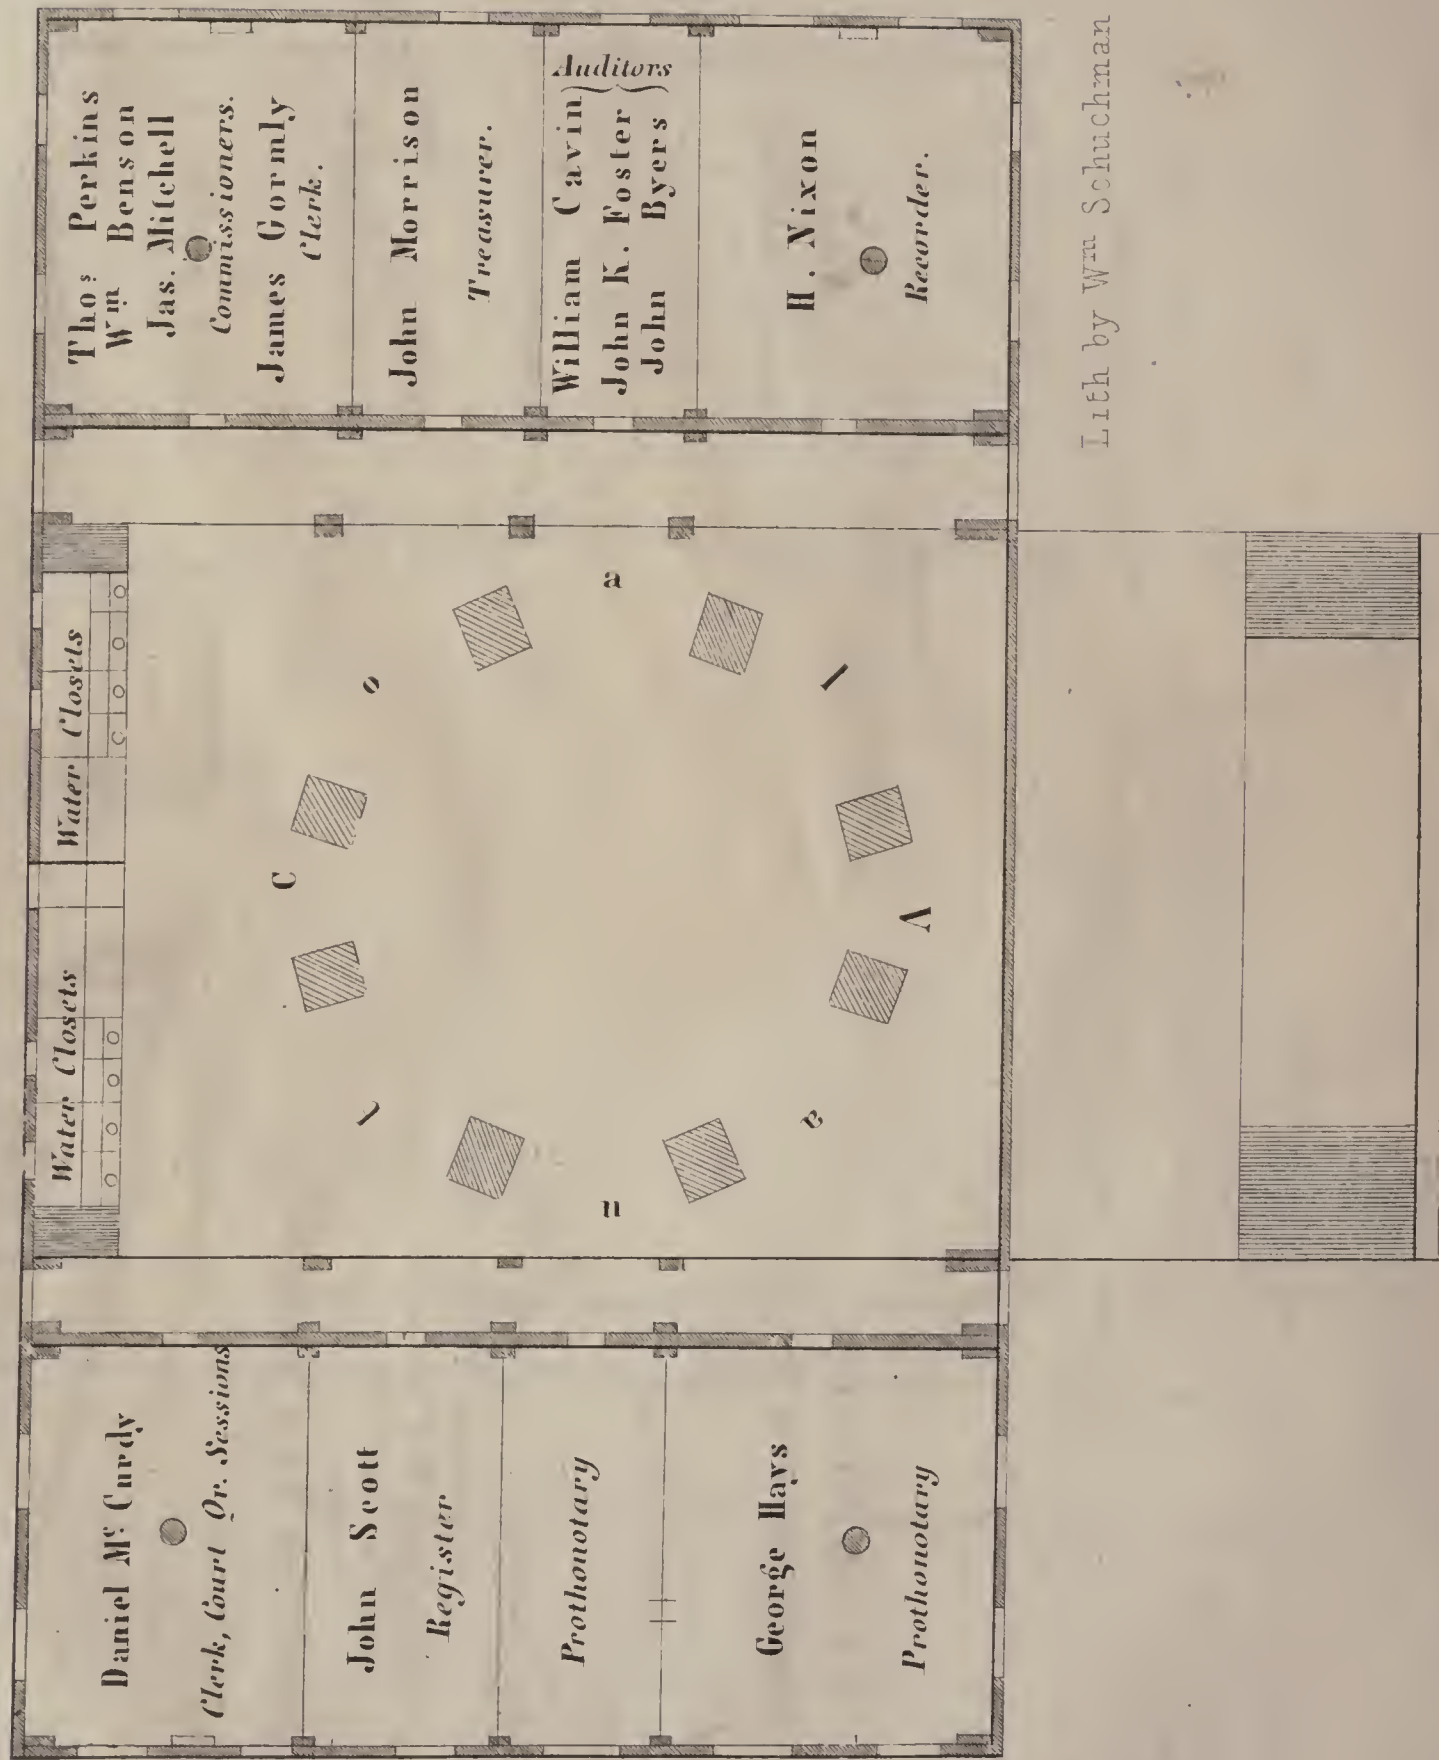 Daniel Mc Curdy
Clerk, Court Qr. Sessions
John Scott
Register
Prothonotary
George Hays
Prothonotary
Water Closets
Water Closets
C o a l V a u l
Thos Perkins
Wm Benson
Jas. Mitchell
Commissioners.
James Gormly
Clerk.
John Morrison
Treasurer.
William Cavin
John K. Foster
John Byers
Auditors
H. Nixon
Recorder.
Lith by Wm Schuchman